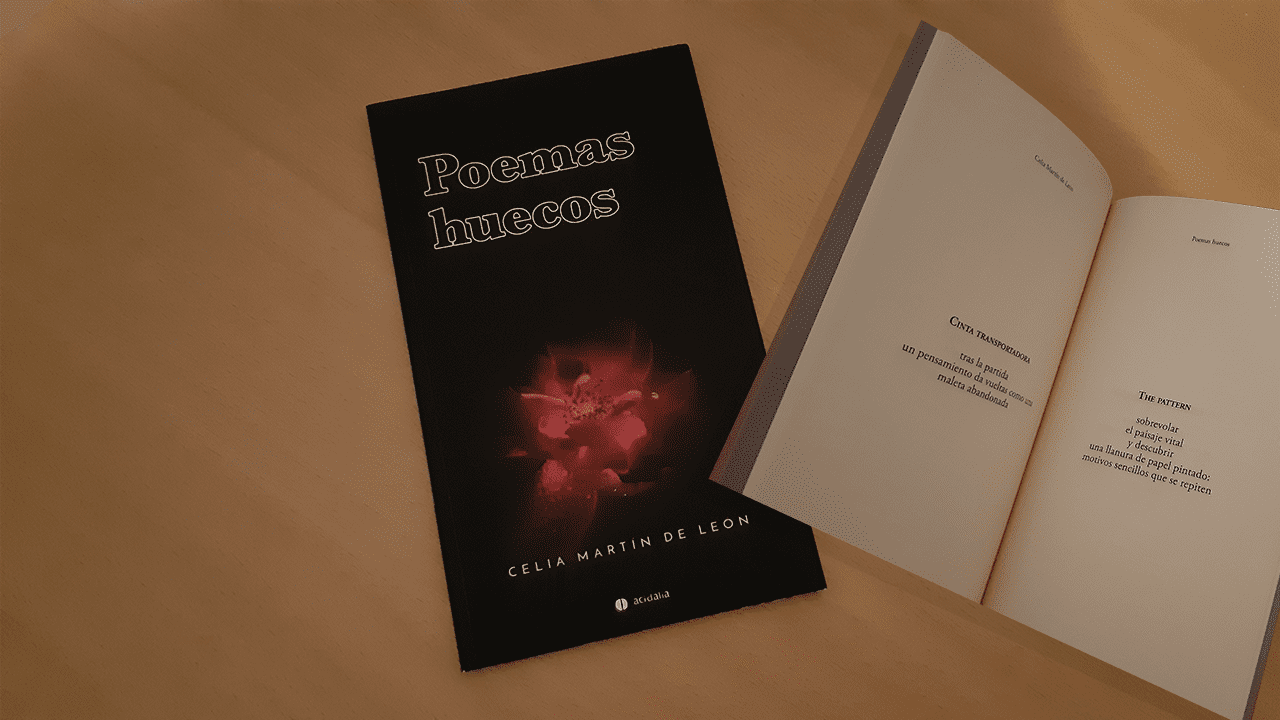 Poemas
huecos
CELIA MARTÍN DE LEON
acidalia
Celia Martín de León
CINTA TRANSPORTADORA
tras la partida
un pensamiento da vueltas como una
maleta abandonada
Poemas huecos
THE PATTERN
sobrevolar
el paisaje vital
y descubrir
una llanura de papel pintado:
motivos sencillos que se repiten